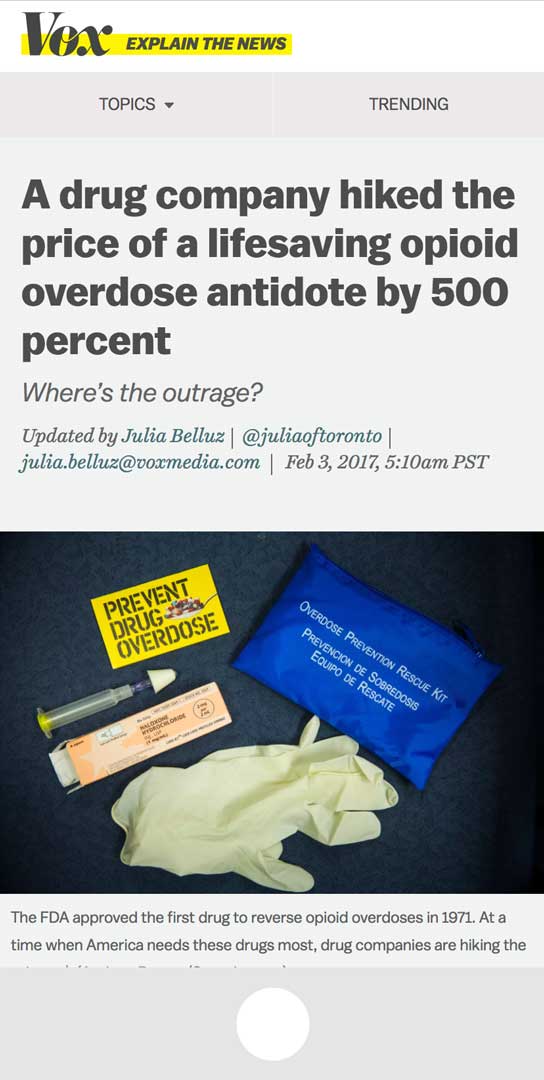 Vox EXPLAIN THE NEWS
TOPICS TRENDING
A drug company hiked the
price of a lifesaving opioid
overdose antidote by 500
percent
Where’s the outrage?
Updated by Julia Belluz | @juliaoftoronto |
julia.belluz@voxmedia.com | Feb 3, 2017, 5:10am PST
PREVENT
DRUG
OVERDOSE
OVERDOSE PREVENTION RESCUE KIT
PREVENCION DE SOBREDOSIS
EQUIPO DE RESCATE
NALOXONE
HYDROCHLORIDE
The FDA approved the first drug to reverse opioid overdoses in 1971. At a
time when America needs these drugs most, drug companies are hiking the